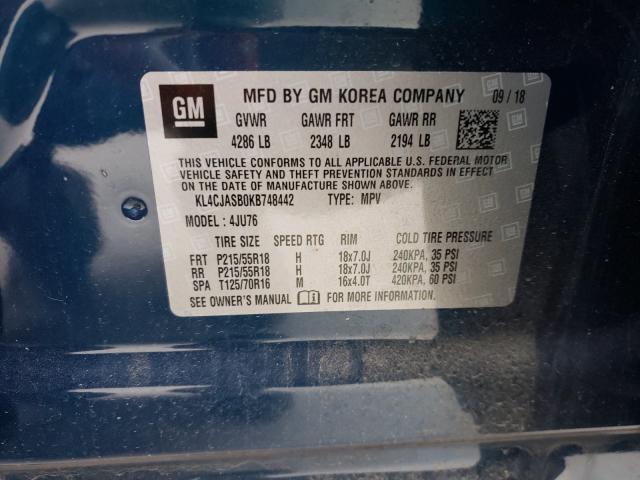 GM MFD BY GM KOREA COMPANY 09 / 18
GVWR GAWR FRT GAWR RR
4286 LB 2348 LB 2194 LB
THIS VEHICLE CONFORMS TO ALL APPLICABLE U.S. FEDERAL MOTOR
VEHICLE SAFETY AND THEFT PREVENTION STANDARDS IN EFFECT ON
THE DATE OF MANUFACTURE SHOWN ABOVE.
KL4CJASB0KB748442 TYPE: MPV
MODEL : 4JU76
TIRE SIZE SPEED RTG RIM COLD TIRE PRESSURE
FRT P215/55R18 H 18x7.0J 240KPA, 35 PSI
RR P215/55R18 H 18x7.0J 240KPA, 35 PSI
SPA T125/70R16 M 16x4.0T 420KPA, 60 PSI
SEE OWNER'S MANUAL FOR MORE INFORMATION.